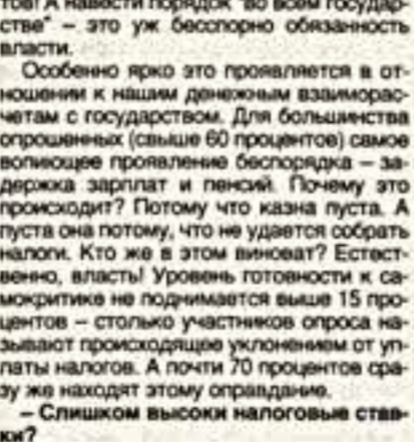 тов! А навести порядок "во всем государ-
стве" – это уж бесспорно обязанность
власти.
Особенно ярко это проявляется в от-
ношении к нашим денежным взаиморас-
четам с государством. Для большинства
опрошенных (свыше 60 процентов) самое
вопиющее проявление беспорядка – за-
держка зарплат и пенсий. Почему это
происходит? Потому что казна пуста. А
пуста она потому, что не удается собрать
налоги. Кто же в этом виноват? Естест-
венно, власть! Уровень готовности к са-
мокритике не поднимается выше 15 про-
центов – столько участников опроса на-
зывают происходящее уклонением от уп-
латы налогов. А почти 70 процентов сра-
зу же находят этому оправдание.
– Слишком высоки налоговые став-
ки?